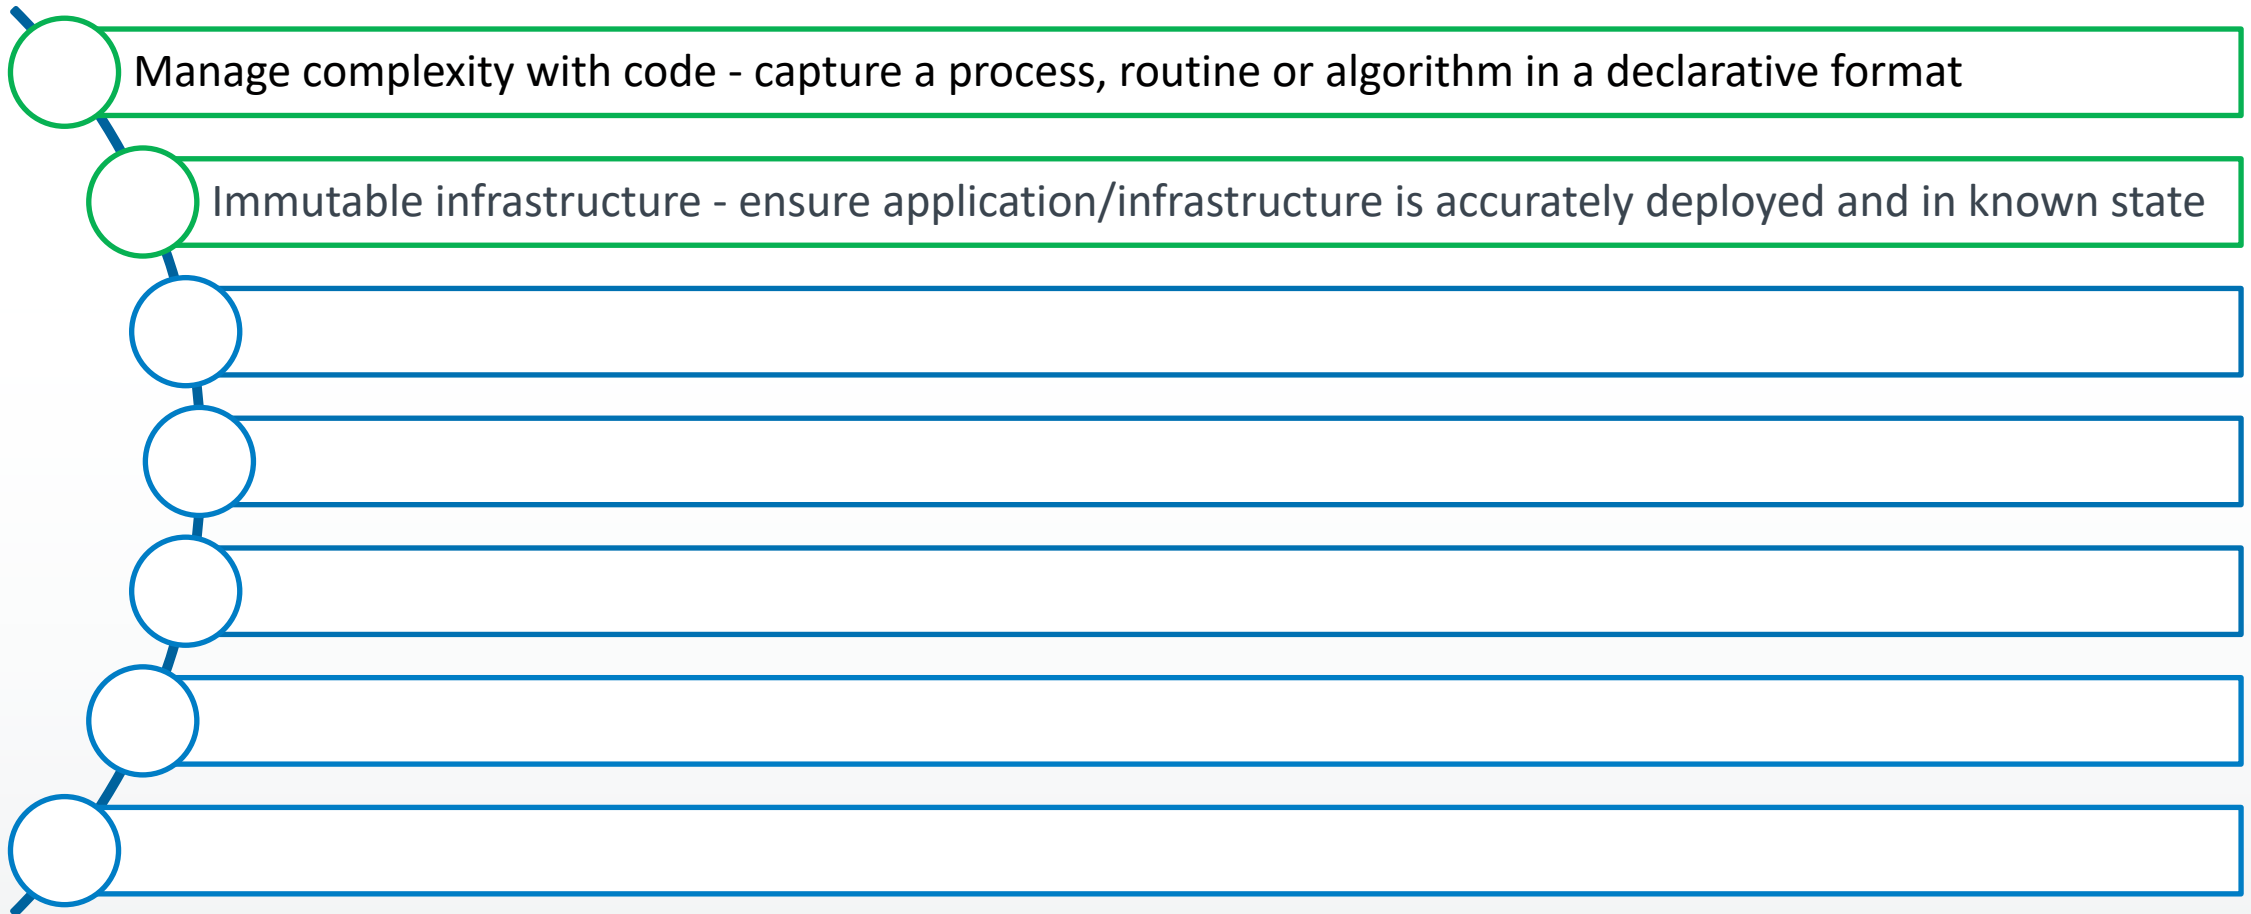 Manage complexity with code - capture a process, routine or algorithm in a declarative format
Immutable infrastructure - ensure application/infrastructure is accurately deployed and in known state